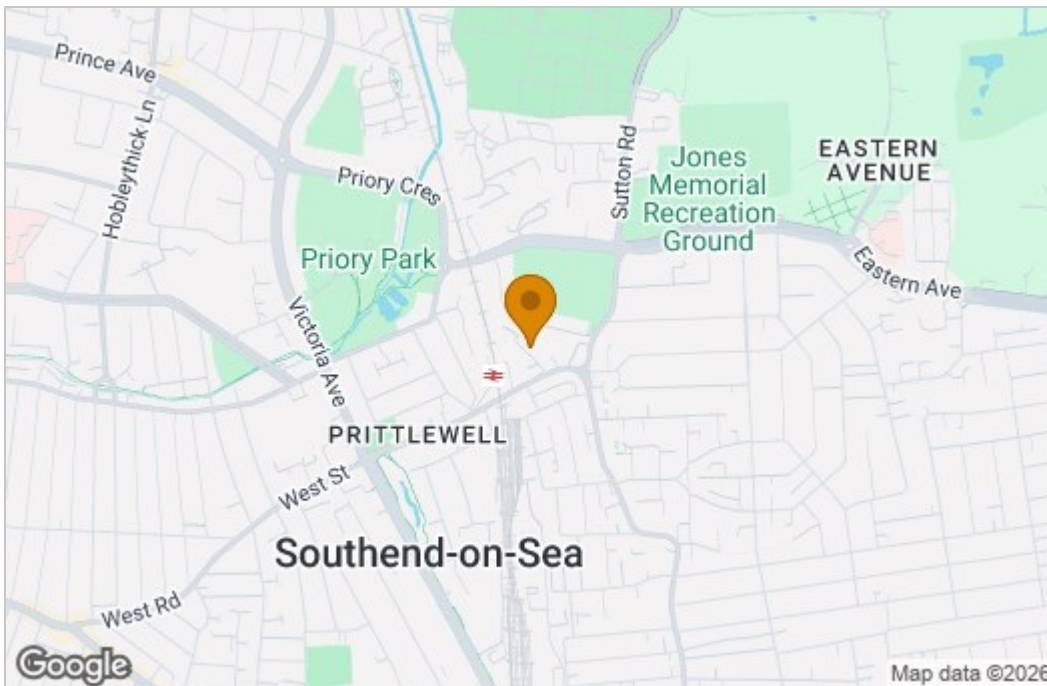 Prince Ave
Hobleythick Ln
Priory Cres
Sutton Rd
Jones
Memorial
Recreation
Ground
EASTERN
AVENUE
Priory Park
Eastern Ave
Victoria Ave
PRITTLEWELL
West St
Southend-on-Sea
West Rd
Google
Map data ©2026